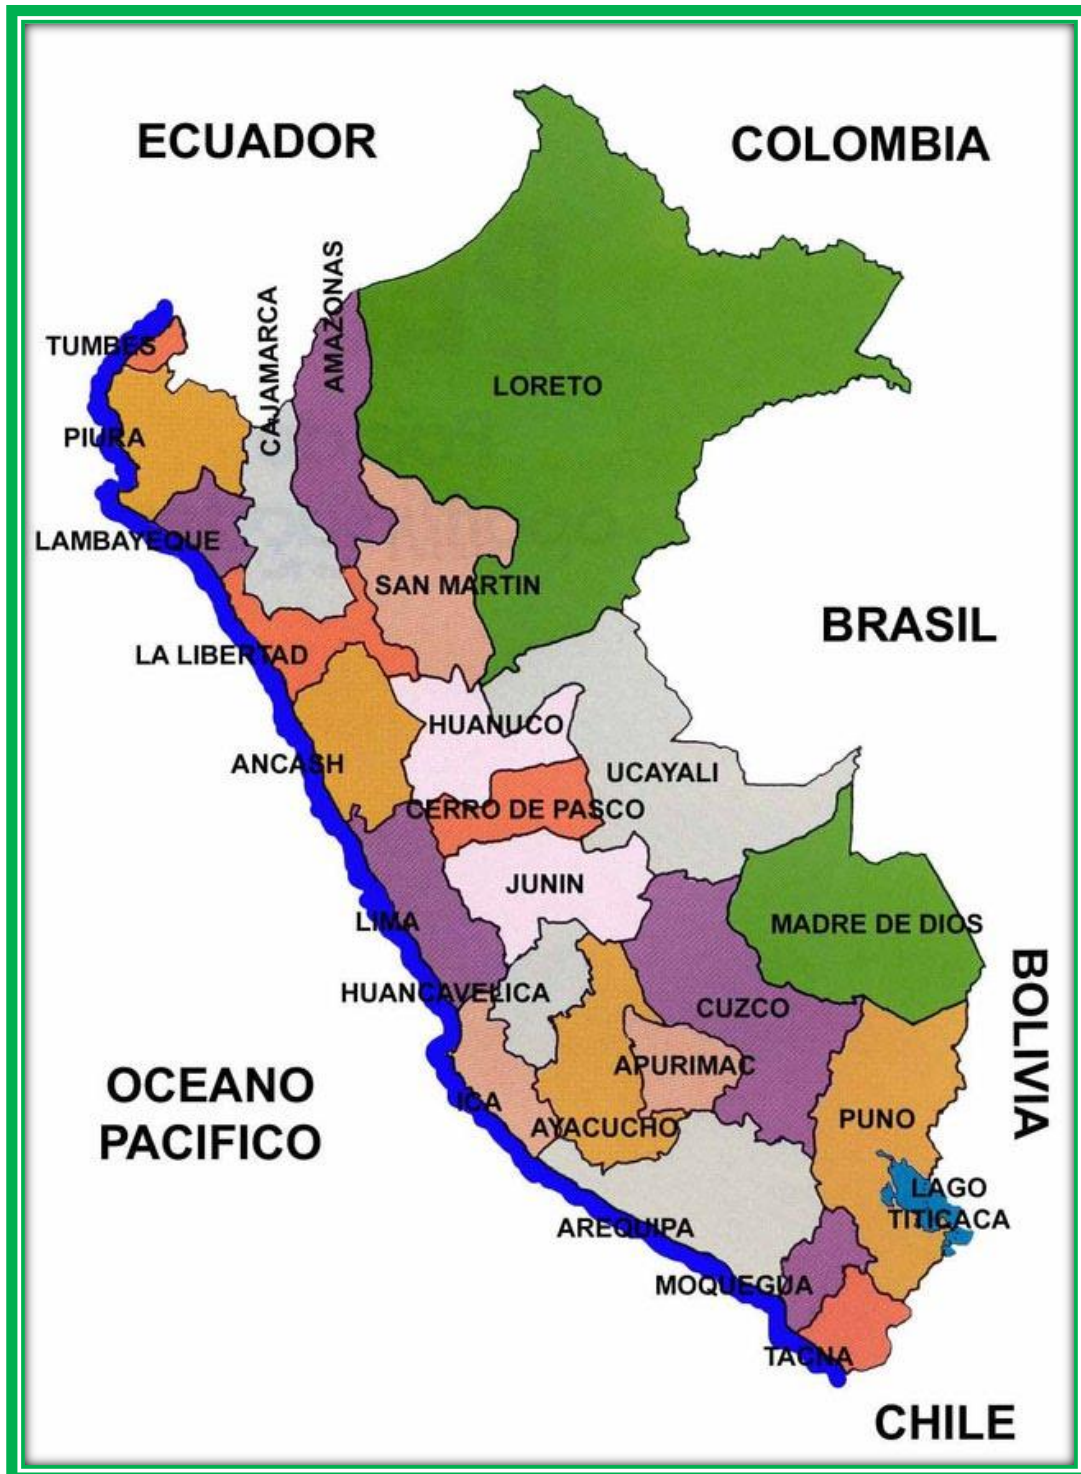 ECUADOR
COLOMBIA
AMAZONAS
CAJAMARCA
TUMBES
LORETO
PIURA
LAMBAYEQUE
SAN MARTIN
BRASIL
LA LIBERTAD
HUANUCO
ANCASH
UCAYALI
CERRO DE PASCO
JUNIN
LIMA
MADRE DE DIOS
HUANCAVELICA
CUZCO
BOLIVIA
APURIMAC
OCEANO
PACIFICO
ICA
AYACUCHO
PUNO
LAGO
TITICACA
AREQUIPA
MOQUEGUA
TACNA
CHILE